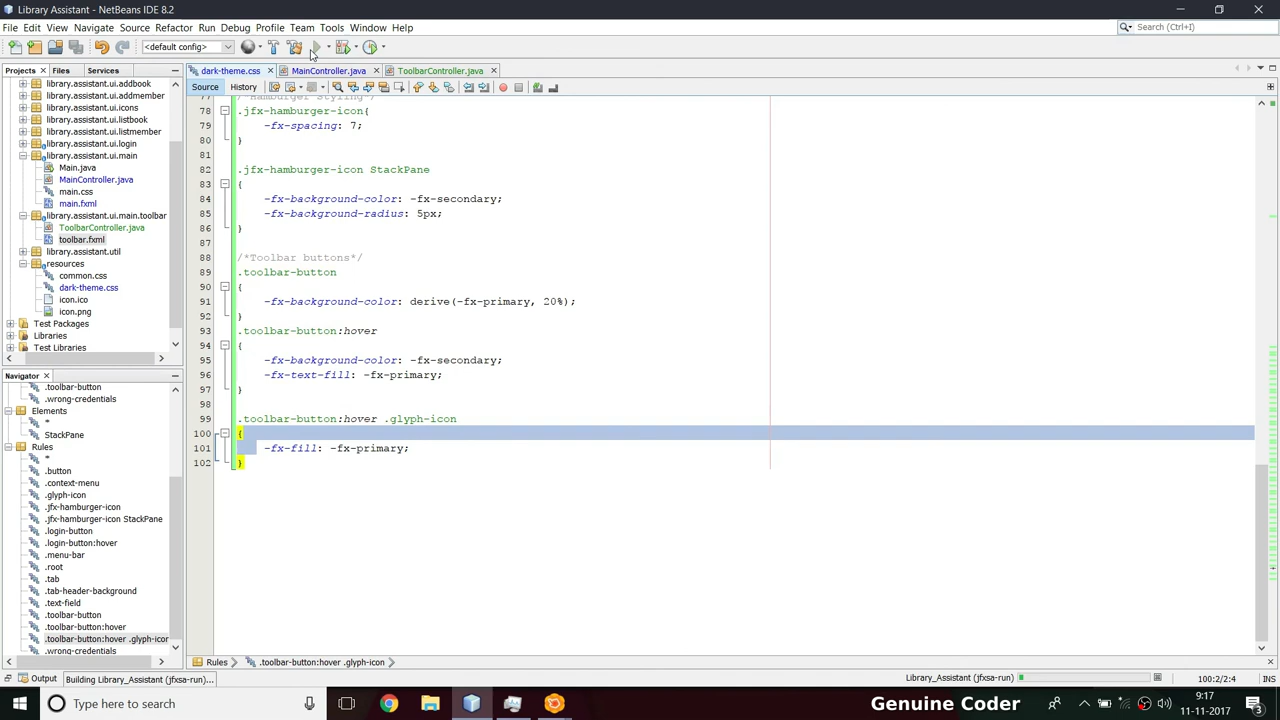 Library Assistant - NetBeans IDE 8.2
File Edit View Navigate Source Refactor Run Debug Profile Team Tools Window Help
Search (Ctrl+I)
<default config>
Projects Files Services
dark-theme.css MainController.java ToolbarController.java
Source History
library.assistant.ui.addbook
library.assistant.ui.addmember
library.assistant.ui.icons
library.assistant.ui.listbook
library.assistant.ui.listmember
library.assistant.ui.login
library.assistant.ui.main
Main.java
MainController.java
main.css
main.fxml
library.assistant.ui.main.toolbar
ToolbarController.java
toolbar.fxml
library.assistant.util
resources
common.css
dark-theme.css
icon.ico
icon.png
Test Packages
Libraries
Test Libraries
Navigator
.toolbar-button
.wrong-credentials
Elements
*
StackPane
Rules
*
.button
.context-menu
.glyph-icon
.jfx-hamburger-icon
.jfx-hamburger-icon StackPane
.login-button
.login-button:hover
.menu-bar
.root
.tab
.tab-header-background
.text-field
.toolbar-button
.toolbar-button:hover
.toolbar-button:hover .glyph-icon
.wrong-credentials
77 /*Hamburger Styling*/
78 .jfx-hamburger-icon{
79 -fx-spacing: 7;
80 }
81
82 .jfx-hamburger-icon StackPane
83 {
84 -fx-background-color: -fx-secondary;
85 -fx-background-radius: 5px;
86 }
87
88 /*Toolbar buttons*/
89 .toolbar-button
90 {
91 -fx-background-color: derive(-fx-primary, 20%);
92 }
93 .toolbar-button:hover
94 {
95 -fx-background-color: -fx-secondary;
96 -fx-text-fill: -fx-primary;
97 }
98
99 .toolbar-button:hover .glyph-icon
100 {
101 -fx-fill: -fx-primary;
102 }
Rules .toolbar-button:hover .glyph-icon
Output Building Library_Assistant (jfxsa-run)... Library_Assistant (jfxsa-run) 100:2/2:4 INS
Type here to search
Genuine Coder
9:17
11-11-2017
3